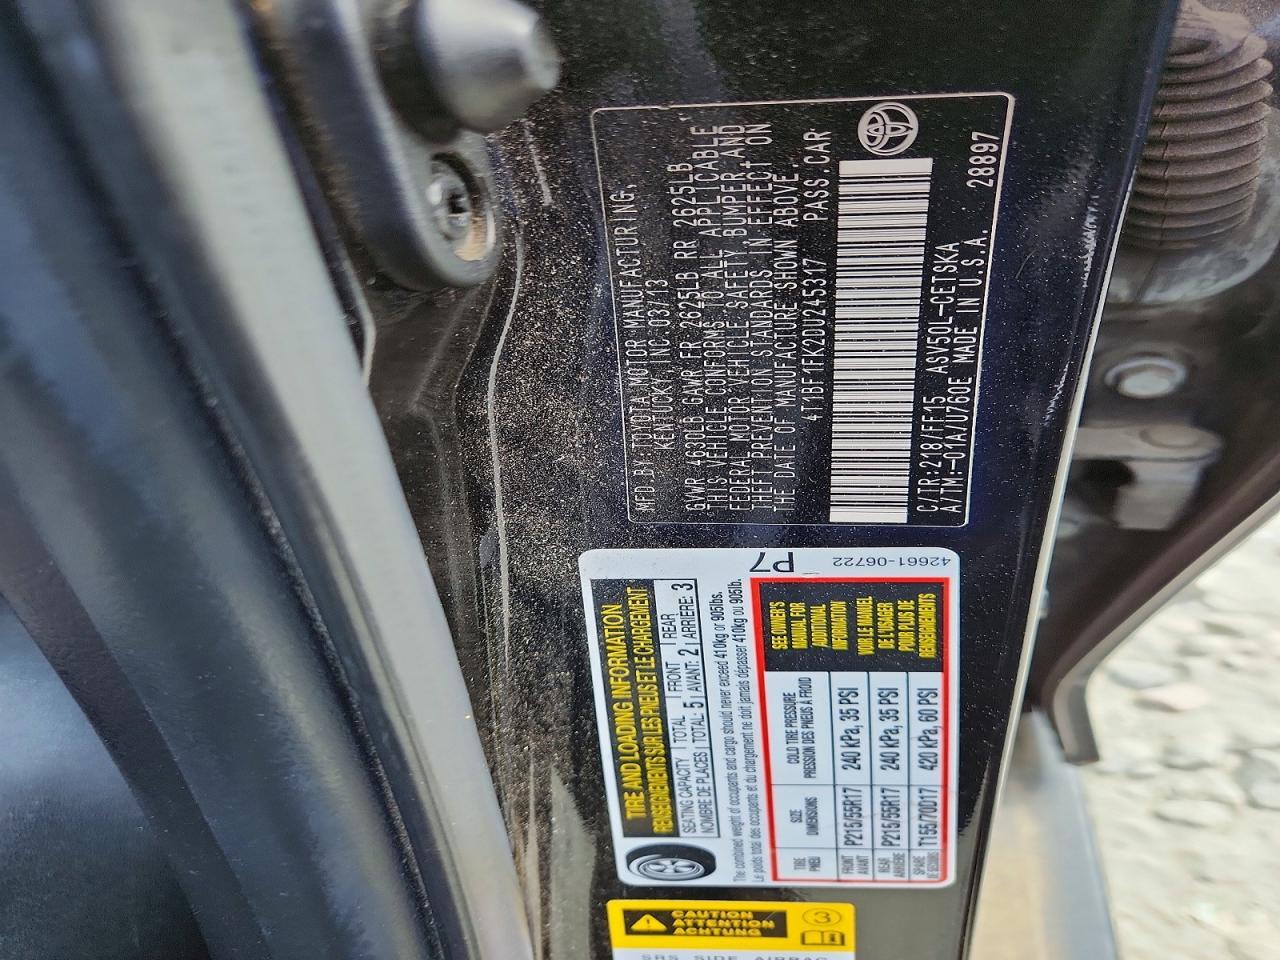 MFD.BY TOYOTA MOTOR MANUFACTURING,
KENTUCKY, INC. 03/13
GVWR 4630LB GAWR FR 2625LB RR 2625LB
THIS VEHICLE CONFORMS TO ALL APPLICABLE
FEDERAL MOTOR VEHICLE SAFETY, BUMPER, AND
THEFT PREVENTION STANDARDS IN EFFECT ON
THE DATE OF MANUFACTURE SHOWN ABOVE.
4T1BF1FK2DU245317 PASS.CAR
C/TR:218/FF15 ASV50L-CETSKA
A/TM:-01A/U760E MADE IN U.S.A.
28897
TIRE AND LOADING INFORMATION
RENSEIGNEMENTS SUR LES PNEUS ET LE CHARGEMENT
SEATING CAPACITY TOTAL FRONT REAR
NOMBRE DE PLACES TOTAL: 5 AVANT: 2 ARRIERE: 3
The combined weight of occupants and cargo should never exceed 410kg or 905lbs.
Le poids total des occupants et du chargement ne doit jamais dépasser 410kg ou 905lb.
P7
42661-06722
TIRE SIZE COLD TIRE PRESSURE
PNEU DIMENSIONS PRESSION DES PNEUS À FROID
FRONT AVANT P215/55R17 240 kPa, 35 PSI
REAR ARRIERE P215/55R17 240 kPa, 35 PSI
SPARE DE SECOURS T155/70D17 420 kPa, 60 PSI
SEE OWNER'S
MANUAL FOR
ADDITIONAL
INFORMATION
VOIR LE MANUEL
DE L'USAGER
POUR PLUS DE
RENSEIGNEMENTS
CAUTION
ATTENTION
ACHTUNG
3
SRS SIDE AIRBAG